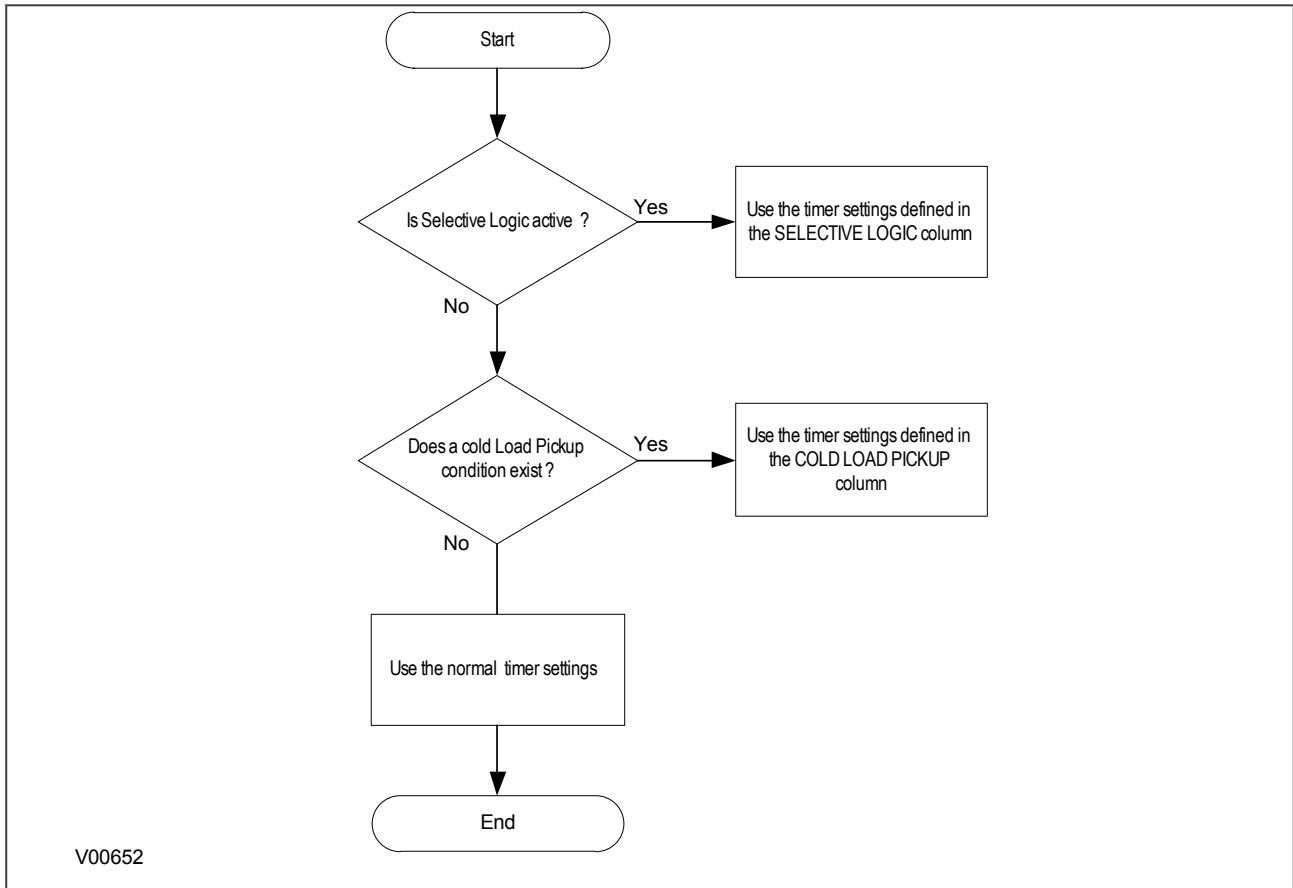 Start
Is Selective Logic active ?
Yes
Use the timer settings defined in
the SELECTIVE LOGIC column
No
Does a cold Load Pickup
condition exist ?
Yes
Use the timer settings defined in
the COLD LOAD PICKUP
column
No
Use the normal timer settings
End
V00652